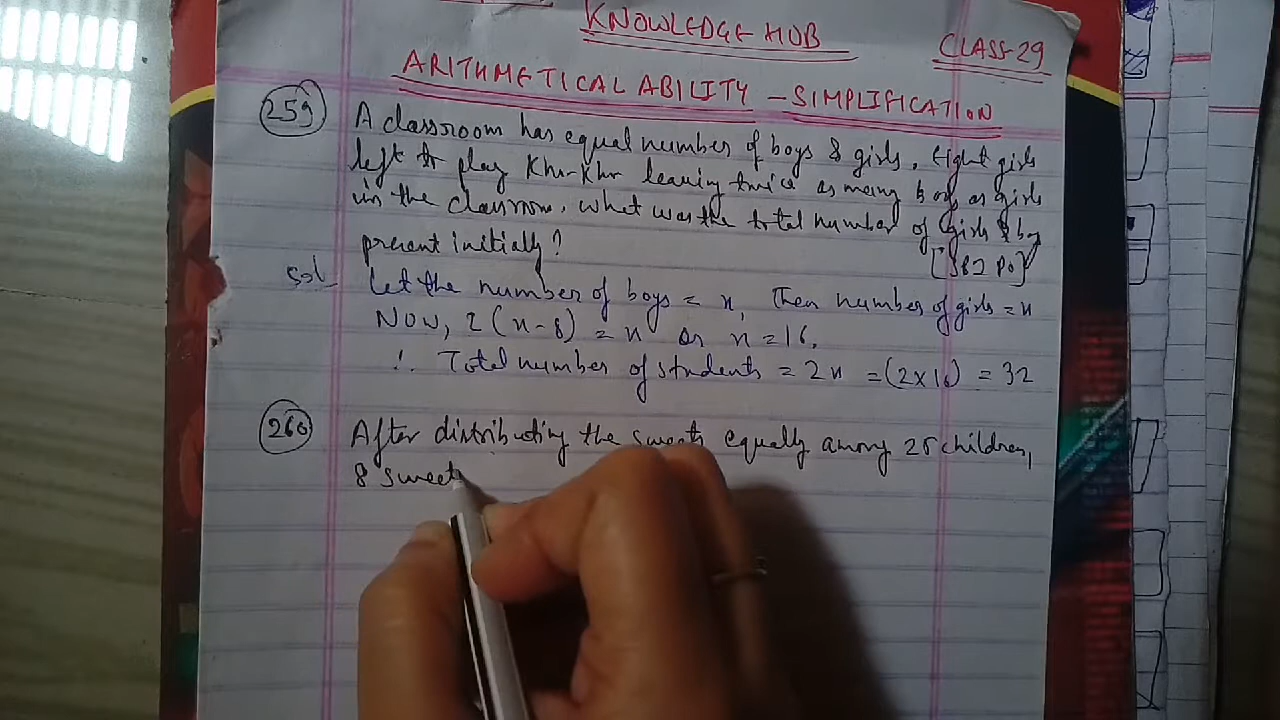 KNOWLEDGE HUB
CLASS-29
ARITHMETICAL ABILITY - SIMPLIFICATION
259 A classroom has equal number of boys & girls. Eight girls
left to play Kho-Kho leaving twice as many boys as girls
in the classroom. What was the total number of girls & boy
present initially?
[SBI PO]
Sol Let the number of boys = x, Then number of girls = x
NOW, 2(x-8) = x or x = 16.
∴ Total number of students = 2x = (2x16) = 32
260 After distributing the sweets equally among 25 children,
8 sweets